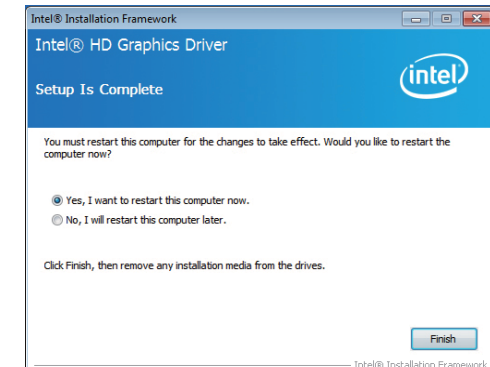 Intel® Installation Framework
Intel® HD Graphics Driver
Setup Is Complete
intel
You must restart this computer for the changes to take effect. Would you like to restart the
computer now?
Yes, I want to restart this computer now.
No, I will restart this computer later.
Click Finish, then remove any installation media from the drives.
Finish
Intel® Installation Framework